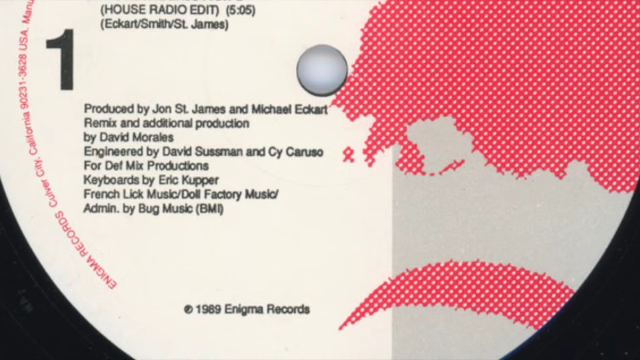 (HOUSE RADIO EDIT) (5:05)
(Eckart/Smith/St. James)
1
Produced by Jon St. James and Michael Eckart
Remix and additional production
by David Morales
Engineered by David Sussman and Cy Caruso
For Def Mix Productions
Keyboards by Eric Kupper
French Lick Music/Doll Factory Music/
Admin. by Bug Music (BMI)
℗ 1989 Enigma Records
ENIGMA RECORDS Culver City, California 90231-3628 USA.